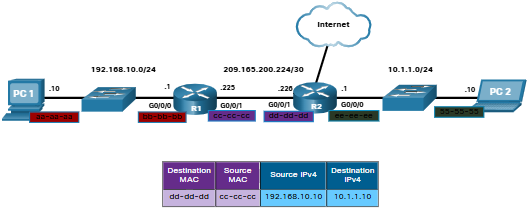 Internet
192.168.10.0/24
209.165.200.224/30
10.1.1.0/24
PC 1
.10
.1
R1
.225
.226
R2
.1
.10
PC 2
G0/0/0
G0/0/1
G0/0/1
G0/0/0
aa-aa-aa
bb-bb-bb
cc-cc-cc
dd-dd-dd
ee-ee-ee
Destination MAC
Source MAC
Source IPv4
Destination IPv4
dd-dd-dd
cc-cc-cc
192.168.10.10
10.1.1.10